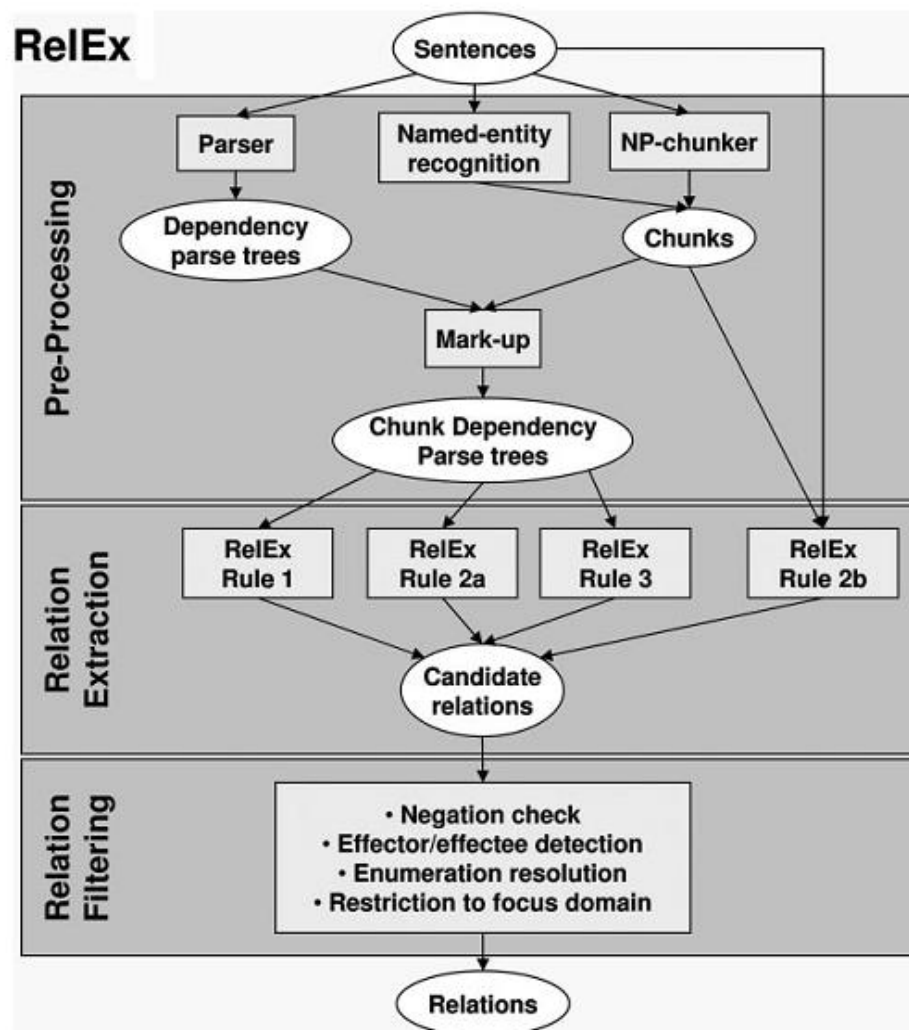 RelEx
Sentences
Pre-Processing
Parser
Named-entity
recognition
NP-chunker
Dependency
parse trees
Chunks
Mark-up
Chunk Dependency
Parse trees
Relation
Extraction
RelEx
Rule 1
RelEx
Rule 2a
RelEx
Rule 3
RelEx
Rule 2b
Candidate
relations
Relation
Filtering
• Negation check
• Effector/effectee detection
• Enumeration resolution
• Restriction to focus domain
Relations